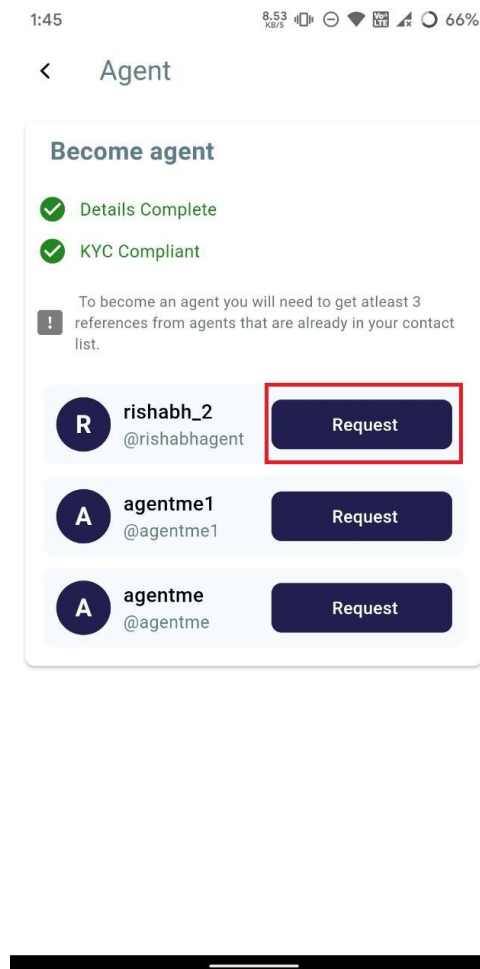 1:45 8.53 KB/S Vo) LTE 66%
Agent
Become agent
Details Complete
KYC Compliant
To become an agent you will need to get atleast 3
references from agents that are already in your contact
list.
R rishabh_2 Request
@rishabhagent
A agentme1 Request
@agentme1
A agentme Request
@agentme